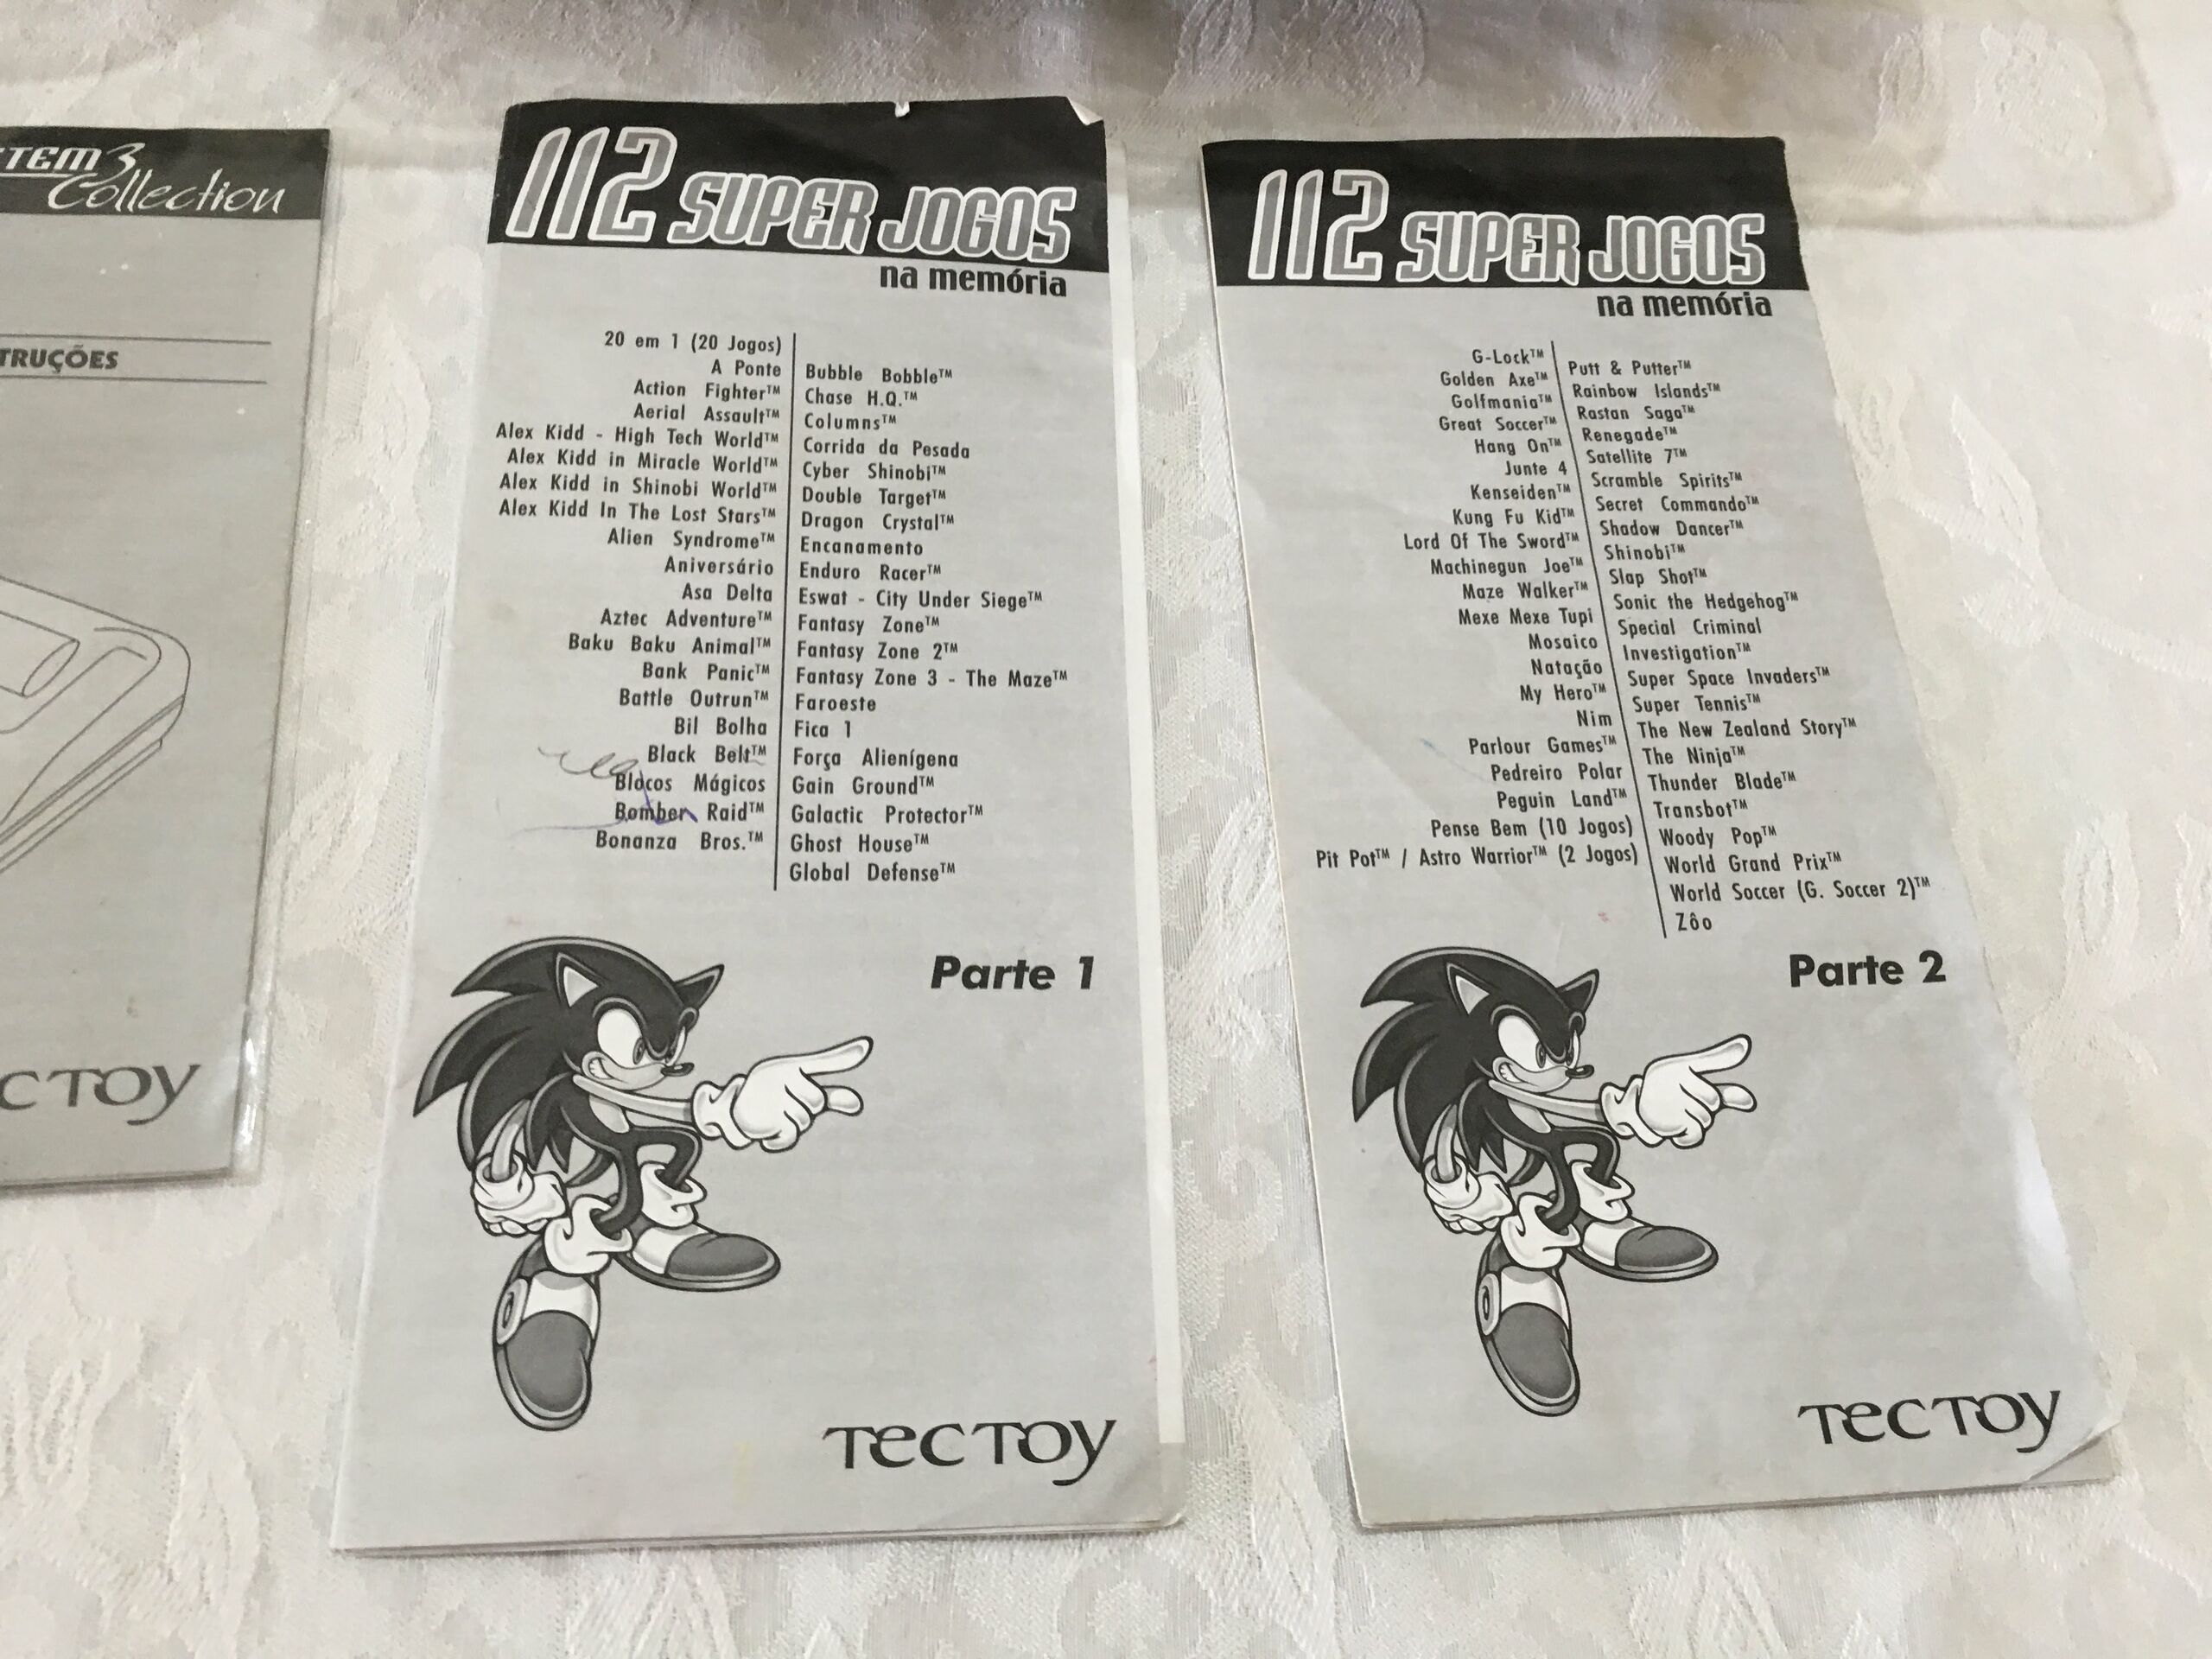 TEM 3
Collection
TRUÇÕES
CTOY
112 SUPER JOGOS
na memória
20 em 1 (20 Jogos)
A Ponte
Action Fighter™
Aerial Assault™
Alex Kidd - High Tech World™
Alex Kidd in Miracle World™
Alex Kidd in Shinobi World™
Alex Kidd In The Lost Stars™
Alien Syndrome™
Aniversário
Asa Delta
Aztec Adventure™
Baku Baku Animal™
Bank Panic™
Battle Outrun™
Bil Bolha
Black Belt™
Blocos Mágicos
Bomber Raid™
Bonanza Bros.™
Bubble Bobble™
Chase H.Q.™
Columns™
Corrida da Pesada
Cyber Shinobi™
Double Target™
Dragon Crystal™
Encanamento
Enduro Racer™
Eswat - City Under Siege™
Fantasy Zone™
Fantasy Zone 2™
Fantasy Zone 3 - The Maze™
Faroeste
Fica 1
Força Alienígena
Gain Ground™
Galactic Protector™
Ghost House™
Global Defense™
Parte 1
TECTOY
112 SUPER JOGOS
na memória
G-Lock™
Golden Axe™
Golfmania™
Great Soccer™
Hang On™
Junte 4
Kenseiden™
Kung Fu Kid™
Lord Of The Sword™
Machinegun Joe™
Maze Walker™
Mexe Mexe Tupi
Mosaico
Natação
My Hero™
Nim
Parlour Games™
Pedreiro Polar
Peguin Land™
Pense Bem (10 Jogos)
Pit Pot™ / Astro Warrior™ (2 Jogos)
Putt & Putter™
Rainbow Islands™
Rastan Saga™
Renegade™
Satellite 7™
Scramble Spirits™
Secret Commando™
Shadow Dancer™
Shinobi™
Slap Shot™
Sonic the Hedgehog™
Special Criminal
Investigation™
Super Space Invaders™
Super Tennis™
The New Zealand Story™
The Ninja™
Thunder Blade™
Transbot™
Woody Pop™
World Grand Prix™
World Soccer (G. Soccer 2)™
Zôo
Parte 2
TECTOY